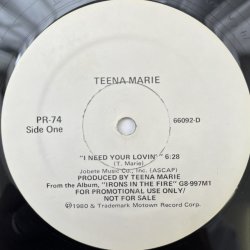 TEENA MARIE
PR-74
Side One
66092-D
"I NEED YOUR LOVIN' " 6:28
(T. Marie)
Jobete Music Co., Inc. (ASCAP)
PRODUCED BY TEENA MARIE
From the Album, "IRONS IN THE FIRE" G8-997M1
FOR PROMOTIONAL USE ONLY/
NOT FOR SALE
℗1980 & Trademark Motown Record Corp.